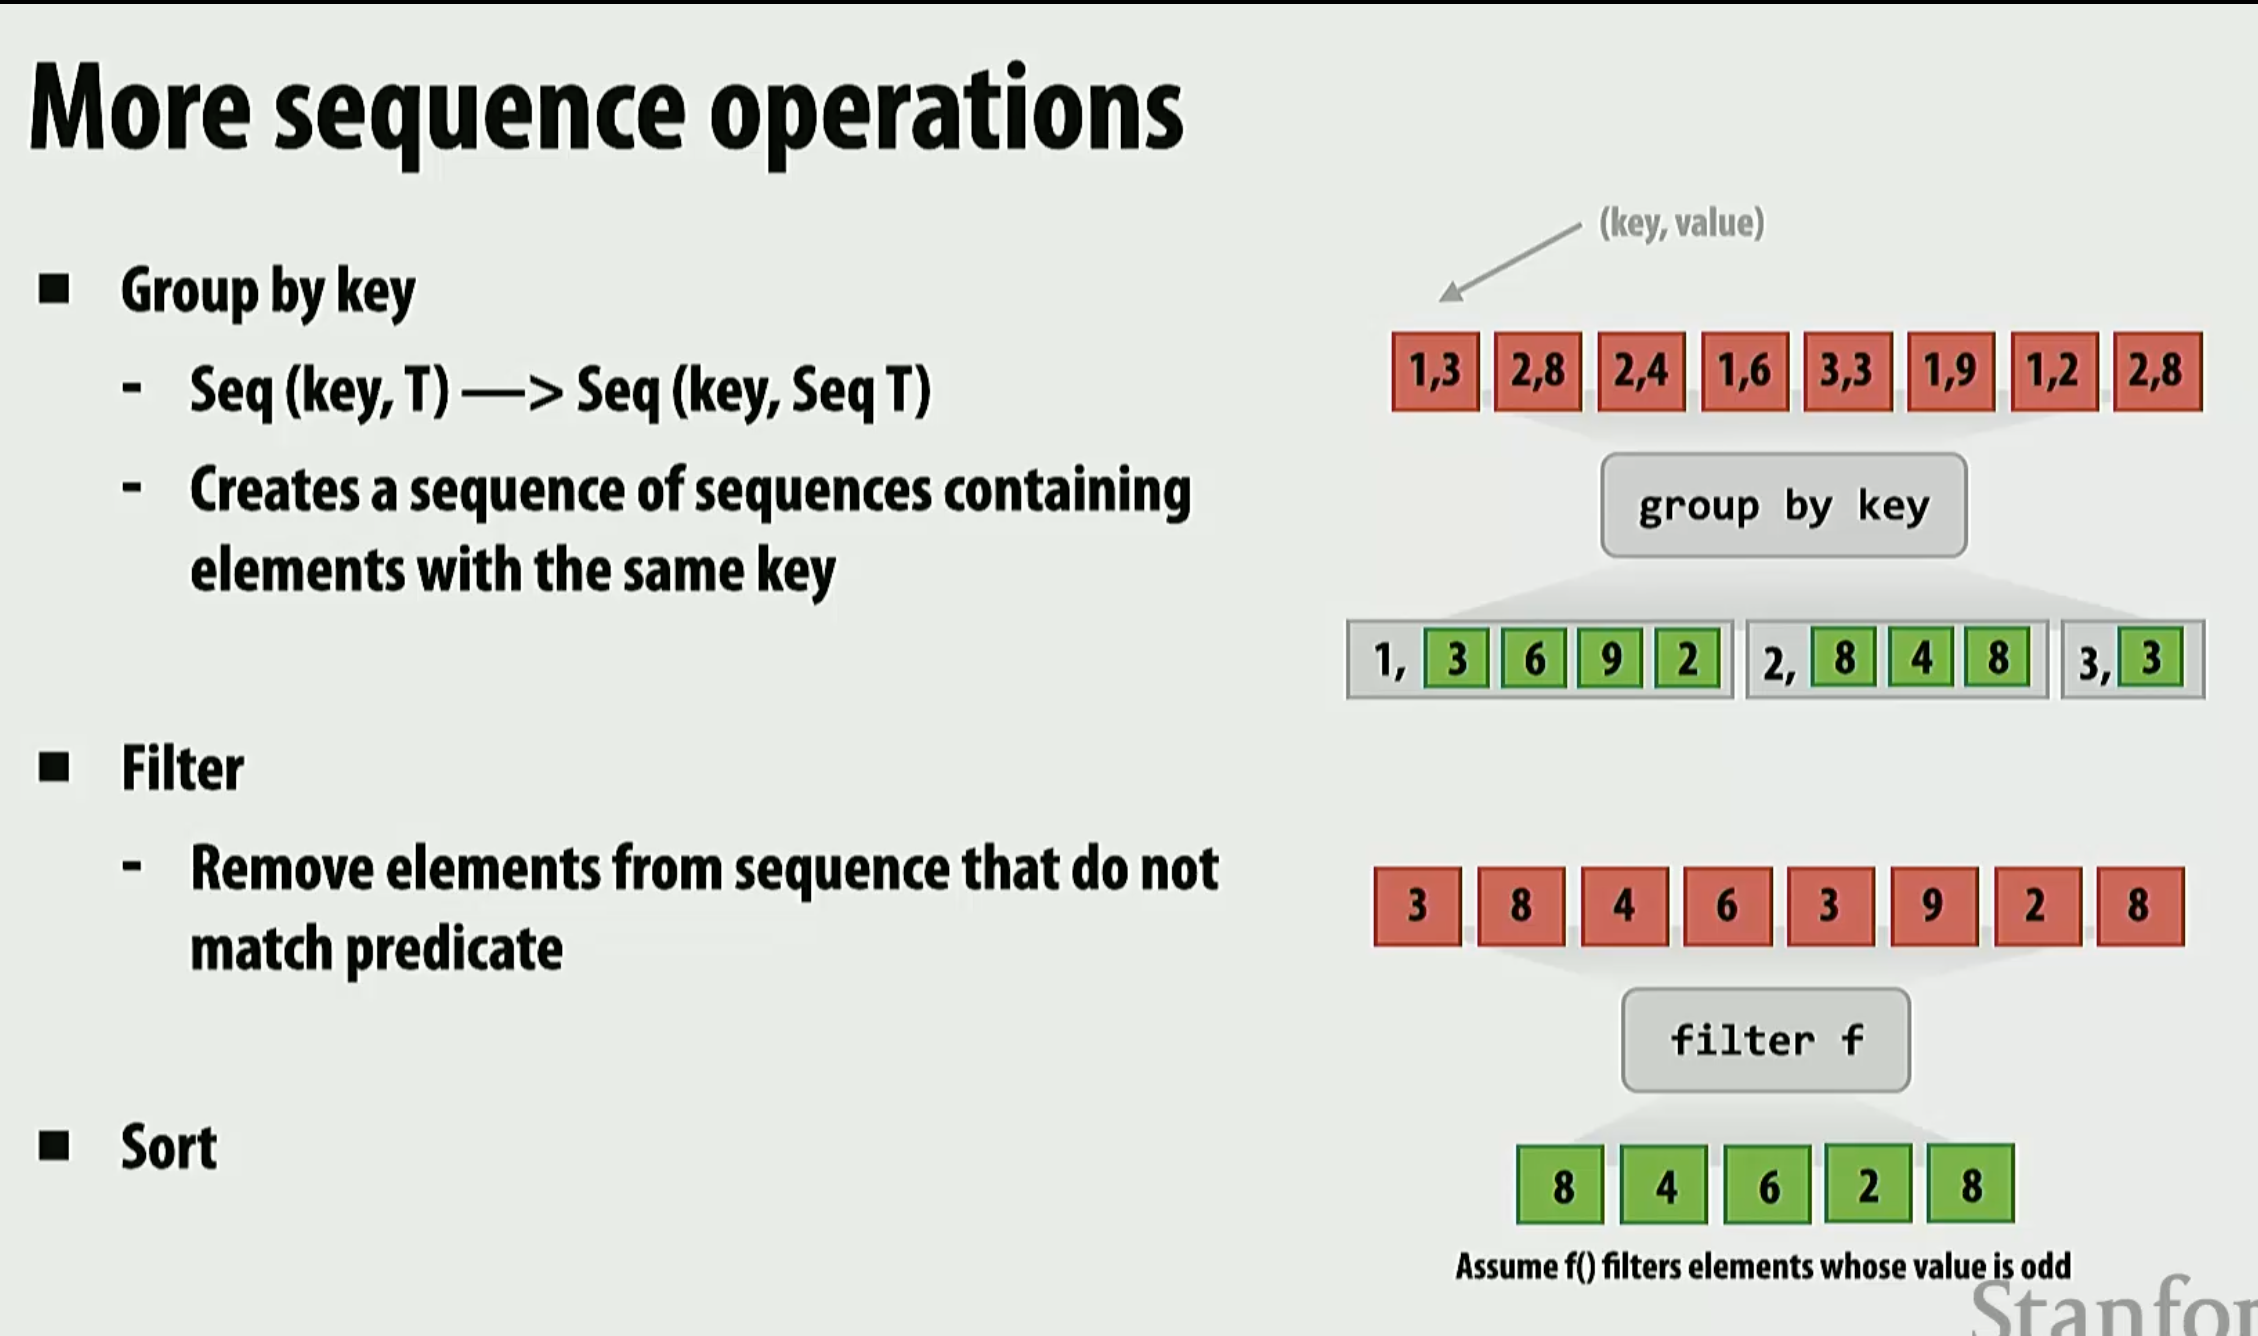 More sequence operations
■ Group by key
- Seq (key, T) —> Seq (key, Seq T)
- Creates a sequence of sequences containing
elements with the same key
■ Filter
- Remove elements from sequence that do not
match predicate
■ Sort
(key, value)
1,3 2,8 2,4 1,6 3,3 1,9 1,2 2,8
group by key
1, 3 6 9 2 2, 8 4 8 3, 3
3 8 4 6 3 9 2 8
filter f
8 4 6 2 8
Assume f() filters elements whose value is odd
Stanfor